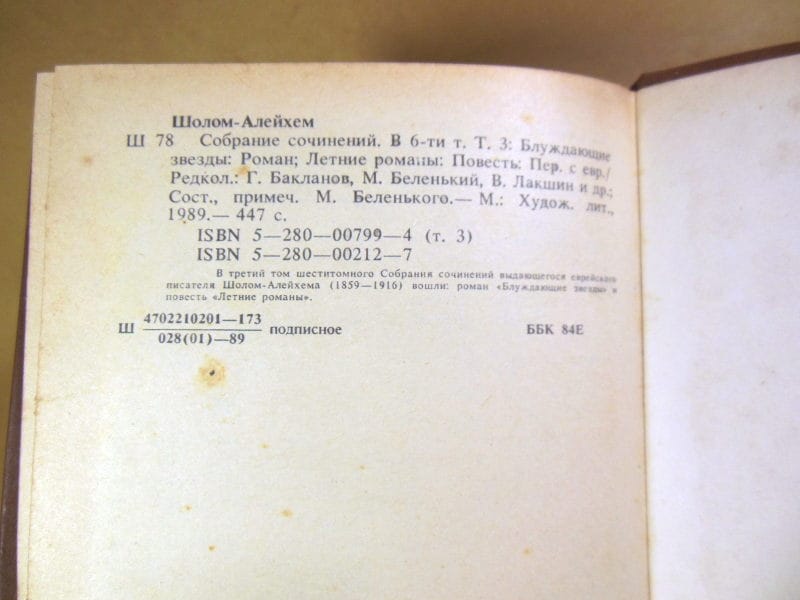 Шолом-Алейхем
Ш 78 Собрание сочинений. В 6-ти т. Т. 3: Блуждающие
звезды: Роман; Летние романы: Повесть: Пер. с евр./
Редкол.: Г. Бакланов, М. Беленький, В. Лакшин и др.;
Сост., примеч. М. Беленького.— М.: Худож. лит.,
1989.— 447 с.
ISBN 5—280—00799—4 (т. 3)
ISBN 5—280—00212—7
В третий том шеститомного Собрания сочинений выдающегося еврейского
писателя Шолом-Алейхема (1859—1916) вошли: роман «Блуждающие звезды» и
повесть «Летние романы».
Ш 4702210201—173 подписное ББК 84Е
028(01)—89